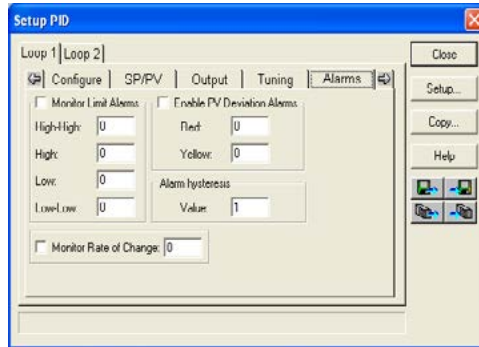 Setup PID
Loop 1 Loop 2
Configure SP/PV Output Tuning Alarms
Monitor Limit Alarms
High-High: 0
High: 0
Low: 0
Low-Low: 0
Enable PV Deviation Alarms
Red: 0
Yellow: 0
Alarm hysteresis
Value: 1
Monitor Rate of Change: 0
Close
Setup...
Copy...
Help